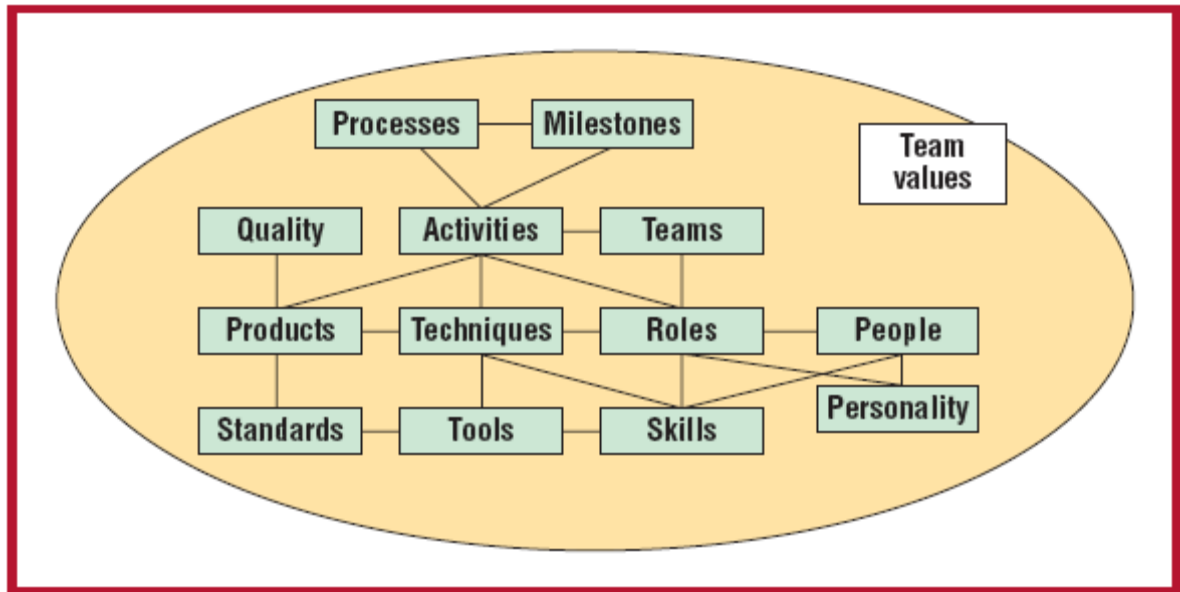 Processes
Milestones
Team
values
Quality
Activities
Teams
Products
Techniques
Roles
People
Personality
Standards
Tools
Skills